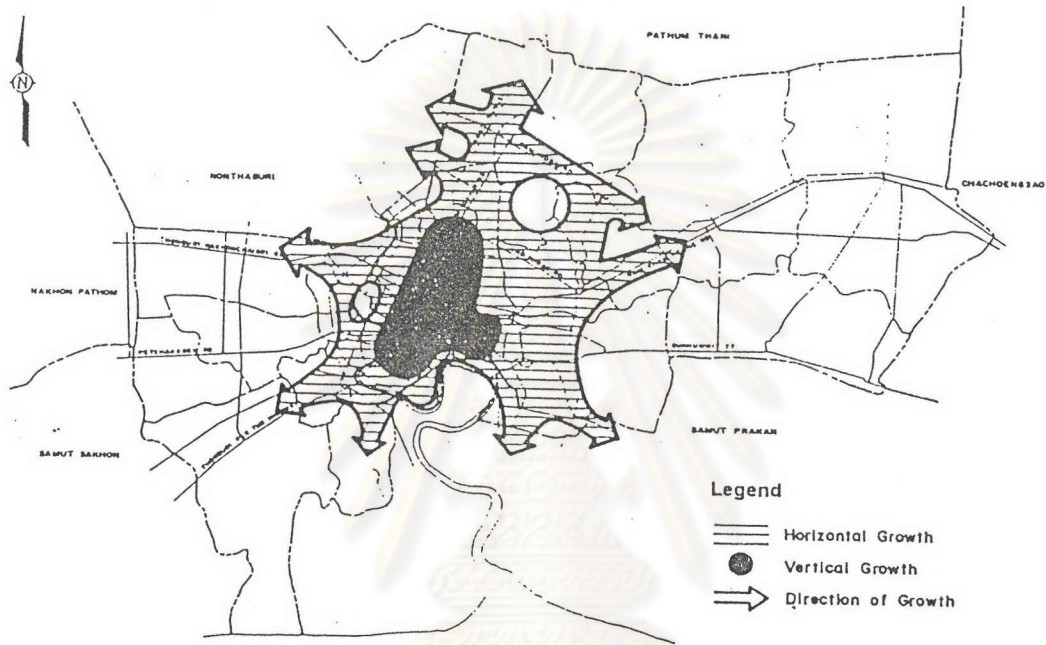 PATHUM THANI
N
NONTHABURI
CHACHOENGSAO
NAKHON PATHOM
SAMUT SAKHON
SAMUT PRAKAN
Legend
Horizontal Growth
Vertical Growth
Direction of Growth